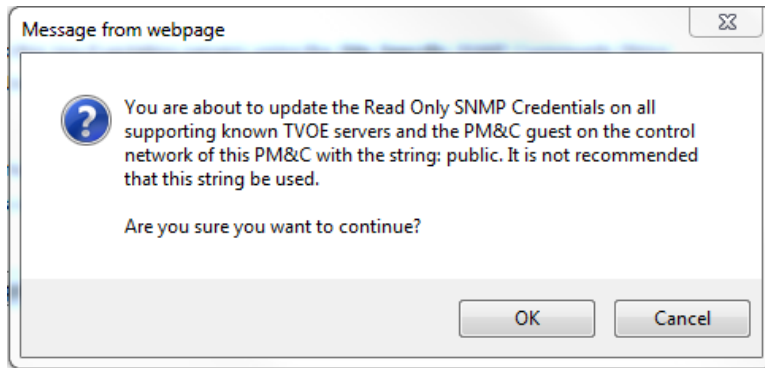 Message from webpage
You are about to update the Read Only SNMP Credentials on all
supporting known TVOE servers and the PM&C guest on the control
network of this PM&C with the string: public. It is not recommended
that this string be used.
Are you sure you want to continue?
OK
Cancel